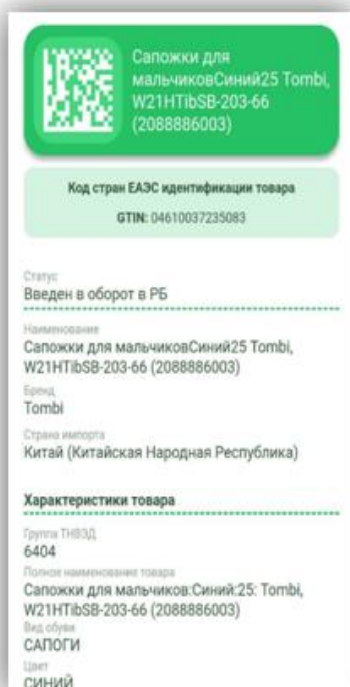 Сапожки для
мальчиковСиний25 Tombi,
W21HTibSB-203-66
(2088886003)
Код стран ЕАЭС идентификации товара
GTIN: 04610037235083
Статус
Введен в оборот в РБ
Наименование
Сапожки для мальчиковСиний25 Tombi,
W21HTibSB-203-66 (2088886003)
Бренд
Tombi
Страна импорта
Китай (Китайская Народная Республика)
Характеристики товара
Группа ТНВЭД
6404
Полное наименование товара
Сапожки для мальчиков:Синий:25: Tombi,
W21HTibSB-203-66 (2088886003)
Вид обуви
САПОГИ
Цвет
СИНИЙ